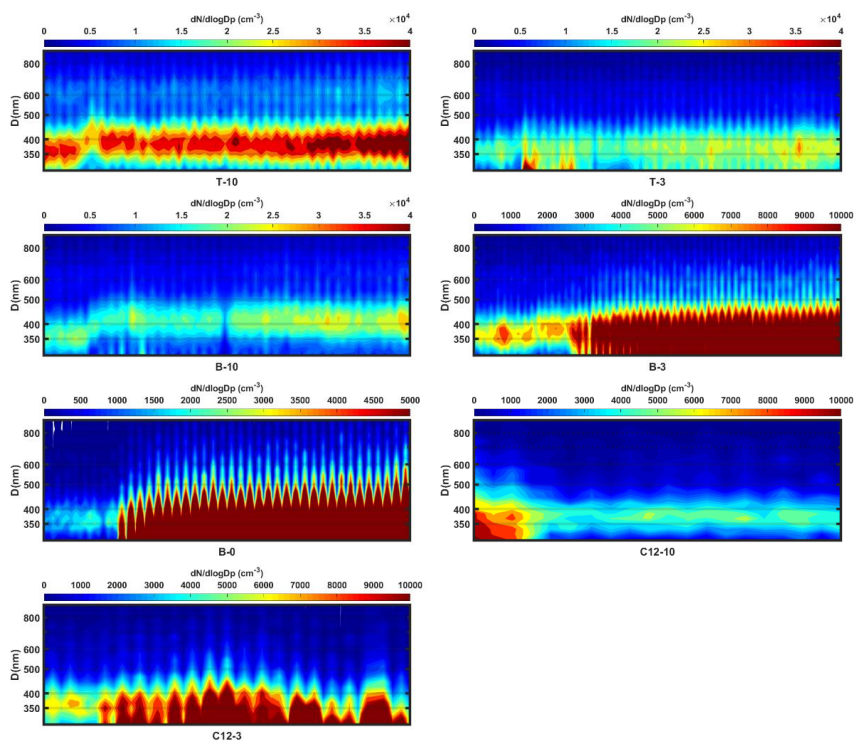 dN/dlogDp (cm-3) ×10⁴
0 0.5 1 1.5 2 2.5 3 3.5 4
D(nm)
800
600
500
400
350
T-10
dN/dlogDp (cm-3) ×10⁴
0 0.5 1 1.5 2 2.5 3 3.5 4
D(nm)
800
600
500
400
350
T-3
dN/dlogDp (cm-3) ×10⁴
0 0.5 1 1.5 2 2.5 3 3.5 4
D(nm)
800
600
500
400
350
B-10
dN/dlogDp (cm-3)
0 1000 2000 3000 4000 5000 6000 7000 8000 9000 10000
D(nm)
800
600
500
400
350
B-3
dN/dlogDp (cm-3)
0 500 1000 1500 2000 2500 3000 3500 4000 4500 5000
D(nm)
800
600
500
400
350
B-0
dN/dlogDp (cm-3)
0 1000 2000 3000 4000 5000 6000 7000 8000 9000 10000
D(nm)
800
600
500
400
350
C12-10
dN/dlogDp (cm-3)
0 1000 2000 3000 4000 5000 6000 7000 8000 9000 10000
D(nm)
800
600
500
400
350
C12-3